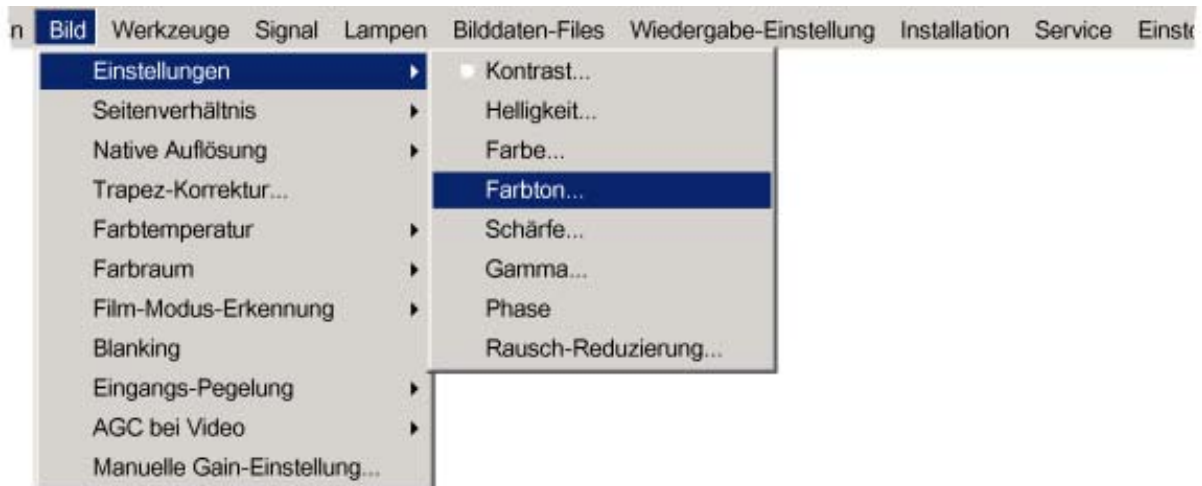 n Bild Werkzeuge Signal Lampen Bilddaten-Files Wiedergabe-Einstellung Installation Service Einst
Einstellungen
Seitenverhältnis
Native Auflösung
Trapez-Korrektur...
Farbtemperatur
Farbraum
Film-Modus-Erkennung
Blanking
Eingangs-Pegelung
AGC bei Video
Manuelle Gain-Einstellung...
Kontrast...
Helligkeit...
Farbe...
Farbton...
Schärfe...
Gamma...
Phase
Rausch-Reduzierung...